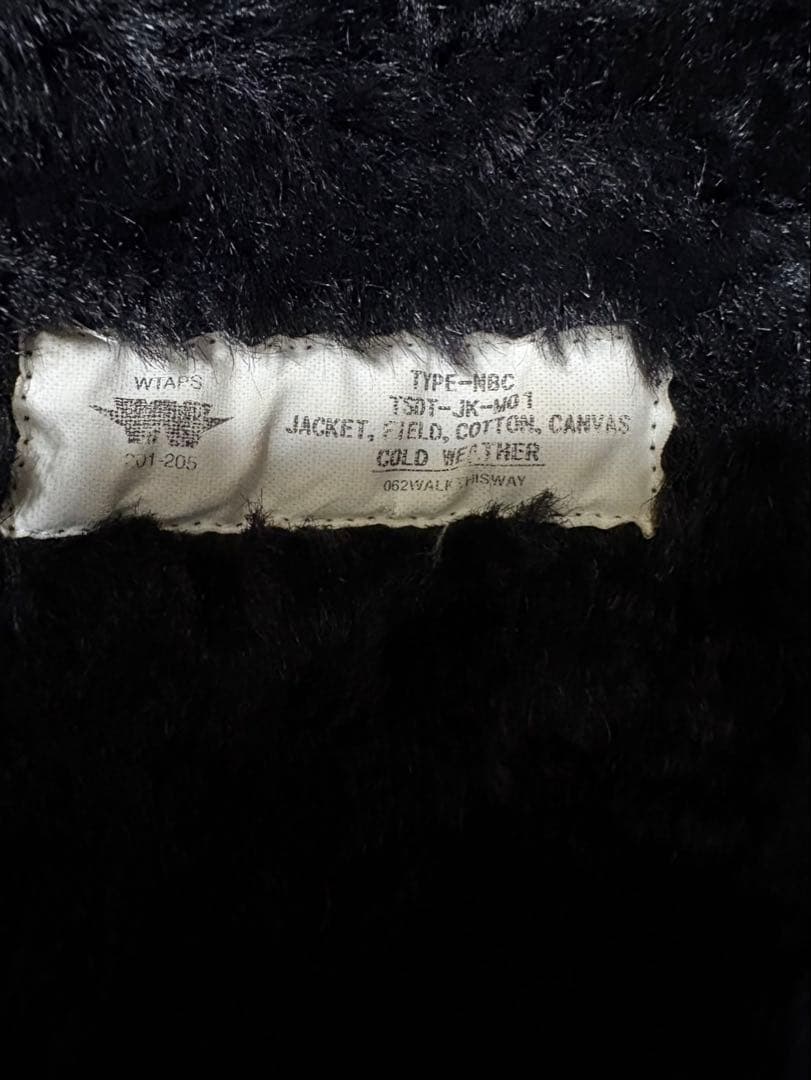 WTAPS
201-205
TYPE-NBC
TSDT-JK-M01
JACKET, FIELD, COTTON, CANVAS
COLD WEATHER
062WALKTHISWAY